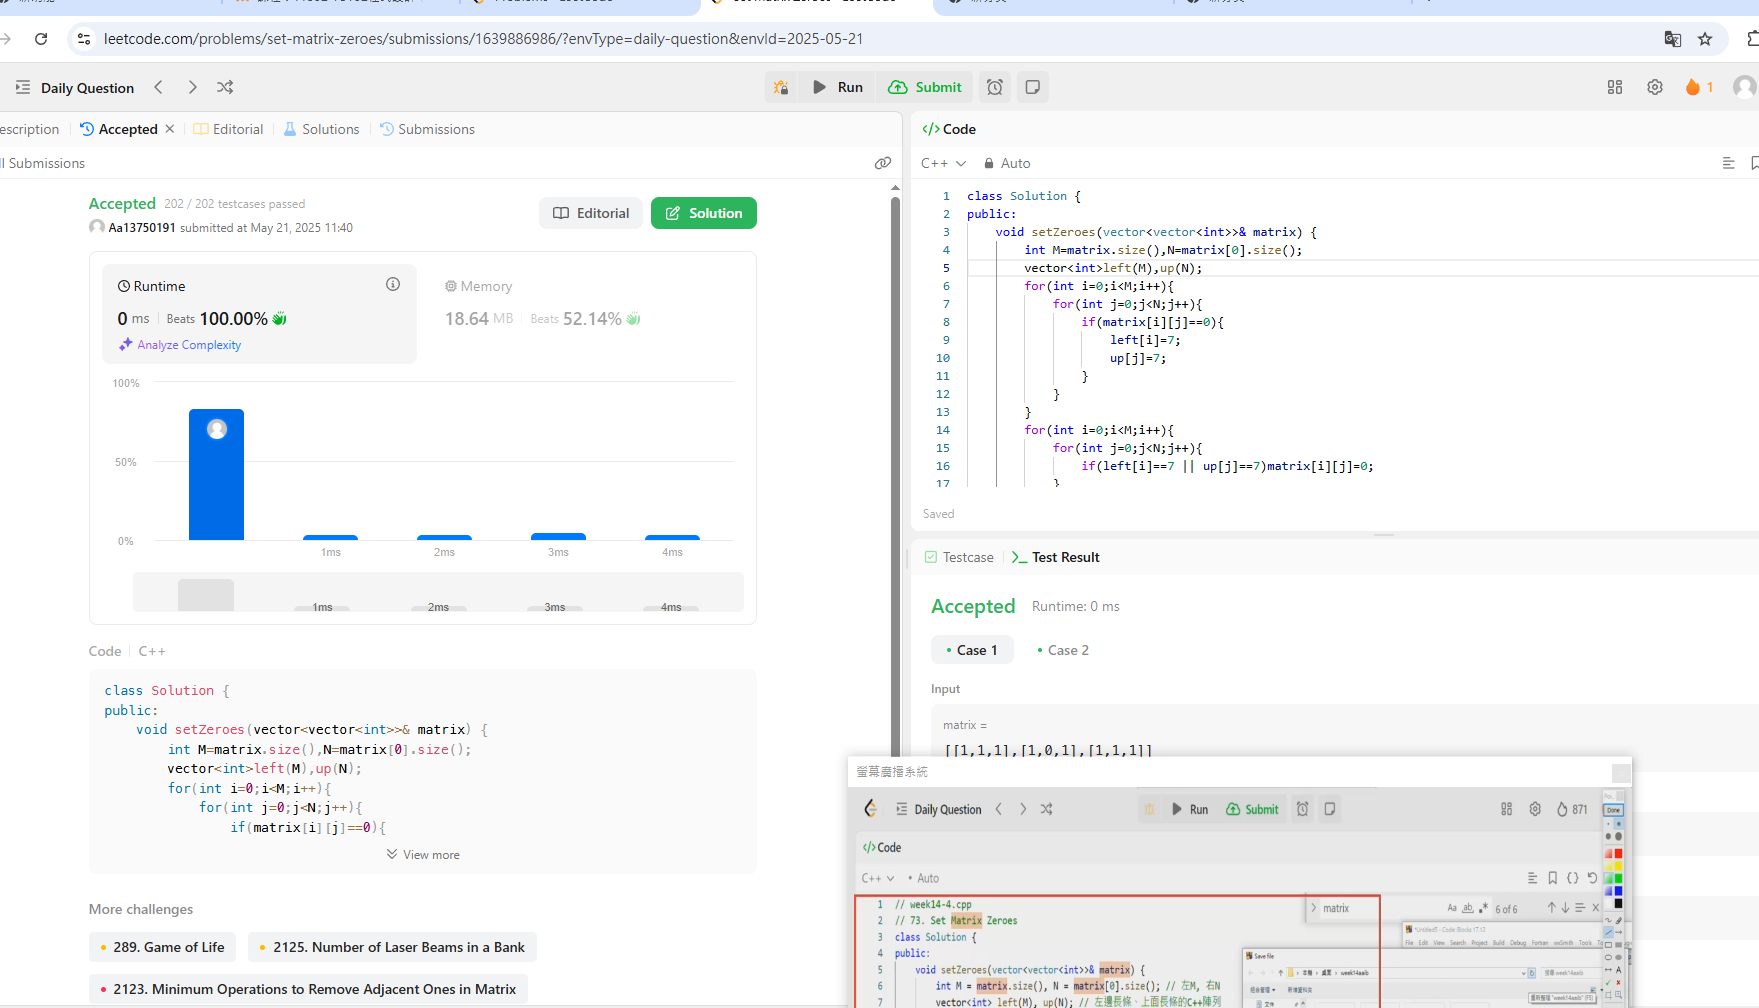 leetcode.com/problems/set-matrix-zeroes/submissions/1639886986/?envType=daily-question&envId=2025-05-21
Daily Question
Run
Submit
1
escription
Accepted
Editorial
Solutions
Submissions
ll Submissions
Accepted 202 / 202 testcases passed
Aa13750191 submitted at May 21, 2025 11:40
Editorial
Solution
Runtime
0 ms Beats 100.00%
Analyze Complexity
Memory
18.64 MB Beats 52.14%
100%
50%
0%
1ms 2ms 3ms 4ms
1ms 2ms 3ms 4ms
Code C++
class Solution {
public:
    void setZeroes(vector<vector<int>>& matrix) {
        int M=matrix.size(),N=matrix[0].size();
        vector<int>left(M),up(N);
        for(int i=0;i<M;i++){
            for(int j=0;j<N;j++){
                if(matrix[i][j]==0){
View more
More challenges
289. Game of Life
2125. Number of Laser Beams in a Bank
2123. Minimum Operations to Remove Adjacent Ones in Matrix
</>Code
C++ Auto
1 class Solution {
2 public:
3     void setZeroes(vector<vector<int>>& matrix) {
4         int M=matrix.size(),N=matrix[0].size();
5         vector<int>left(M),up(N);
6         for(int i=0;i<M;i++){
7             for(int j=0;j<N;j++){
8                 if(matrix[i][j]==0){
9                     left[i]=7;
10                     up[j]=7;
11                 }
12             }
13         }
14         for(int i=0;i<M;i++){
15             for(int j=0;j<N;j++){
16                 if(left[i]==7 || up[j]==7)matrix[i][j]=0;
17             }
Saved
Testcase
Test Result
Accepted Runtime: 0 ms
Case 1
Case 2
Input
matrix =
[[1,1,1],[1,0,1],[1,1,1]]
螢幕廣播系統
Daily Question
Run
Submit
871
Done
</>Code
C++ Auto
matrix
Aa ab 6 of 6
1 // week14-4.cpp
2 // 73. Set Matrix Zeroes
3 class Solution {
4 public:
5     void setZeroes(vector<vector<int>>& matrix) {
6         int M = matrix.size(), N = matrix[0].size(); // 左M, 右N
7         vector<int> left(M), up(N); // 左邊長條、上面長條的C++陣列
File Edit View Search Project Build Debug Fortran wxSmith Tools
Save file